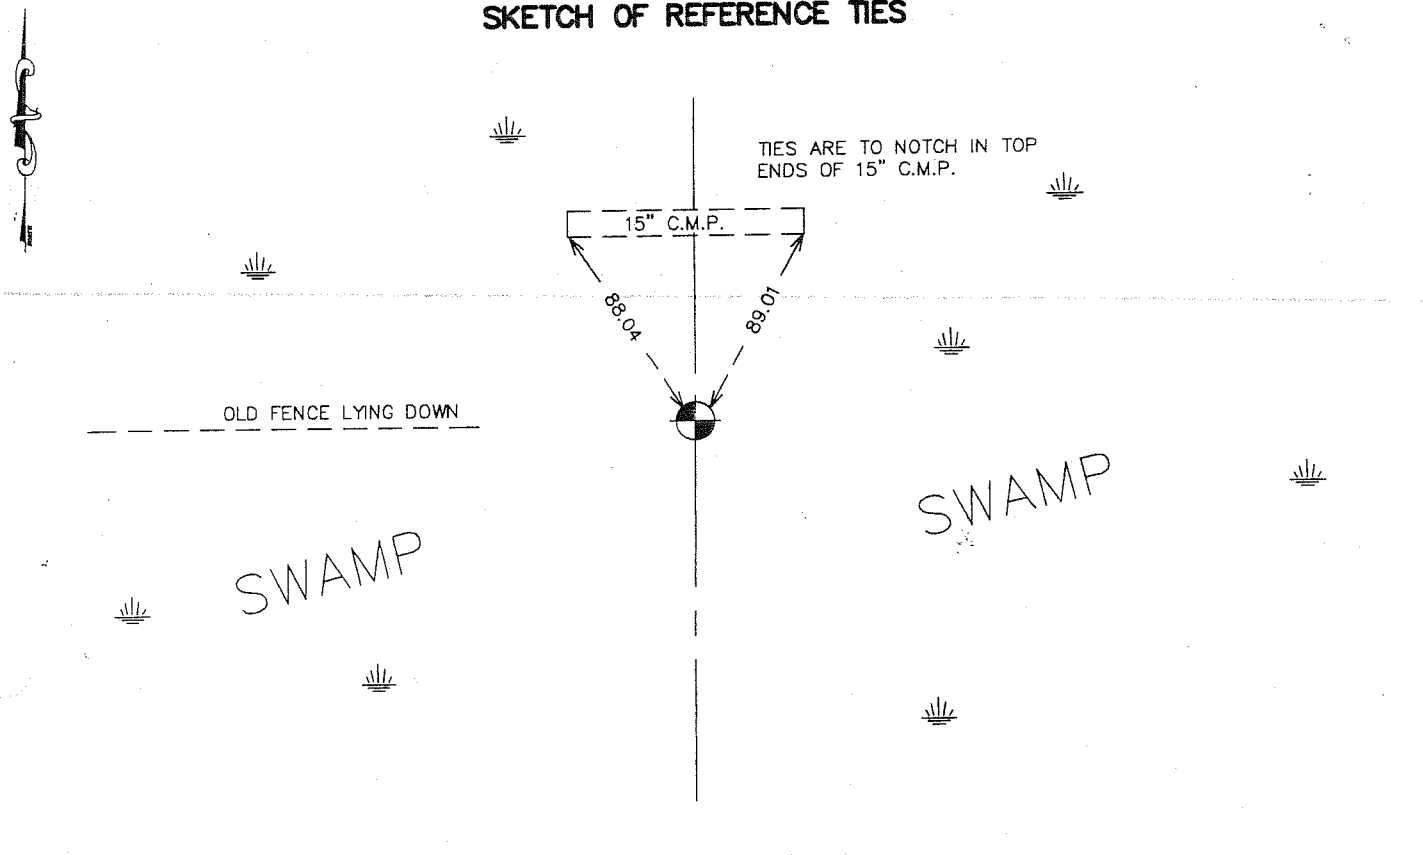 SKETCH OF REFERENCE TIES
TIES ARE TO NOTCH IN TOP
ENDS OF 15" C.M.P.
15" C.M.P.
88.04
89.01
OLD FENCE LYING DOWN
SWAMP
SWAMP